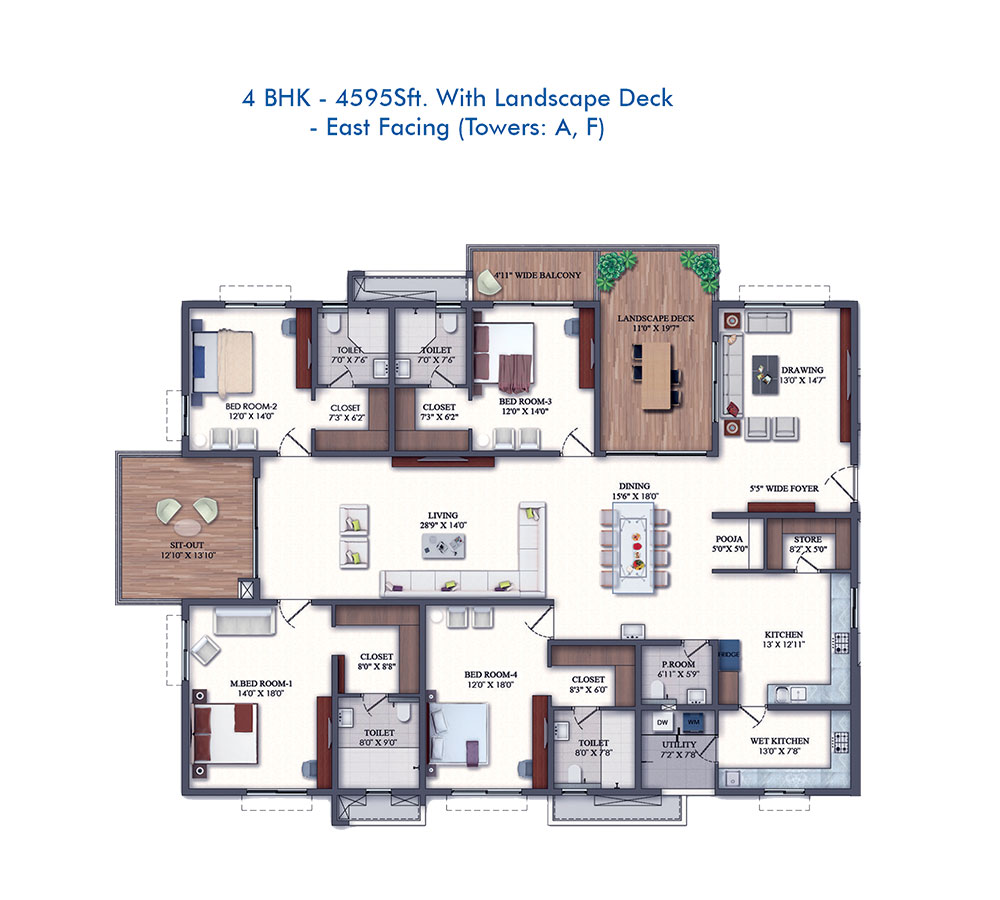 4 BHK - 4595Sft. With Landscape Deck
- East Facing (Towers: A, F)
4'11" WIDE BALCONY
LANDSCAPE DECK
11'0" X 19'7"
TOILET
7'0" X 7'6"
TOILET
7'0" X 7'6"
DRAWING
13'0" X 14'7"
BED ROOM-2
12'0" X 14'0"
CLOSET
7'3" X 6'2"
CLOSET
7'3" X 6'2"
BED ROOM-3
12'0" X 14'0"
DINING
15'6" X 18'0"
5'5" WIDE FOYER
LIVING
28'9" X 14'0"
SIT-OUT
12'10" X 13'10"
POOJA
5'0"X 5'0"
STORE
8'2" X 5'0"
KITCHEN
13' X 12'11"
CLOSET
8'0" X 8'8"
FRIDGE
P.ROOM
6'11" X 5'9"
M.BED ROOM-1
14'0" X 18'0"
BED ROOM-4
12'0" X 18'0"
CLOSET
8'3" X 6'0"
DW
WM
TOILET
8'0" X 9'0"
TOILET
8'0" X 7'8"
UTILITY
7'2" X 7'8"
WET KITCHEN
13'0" X 7'8"